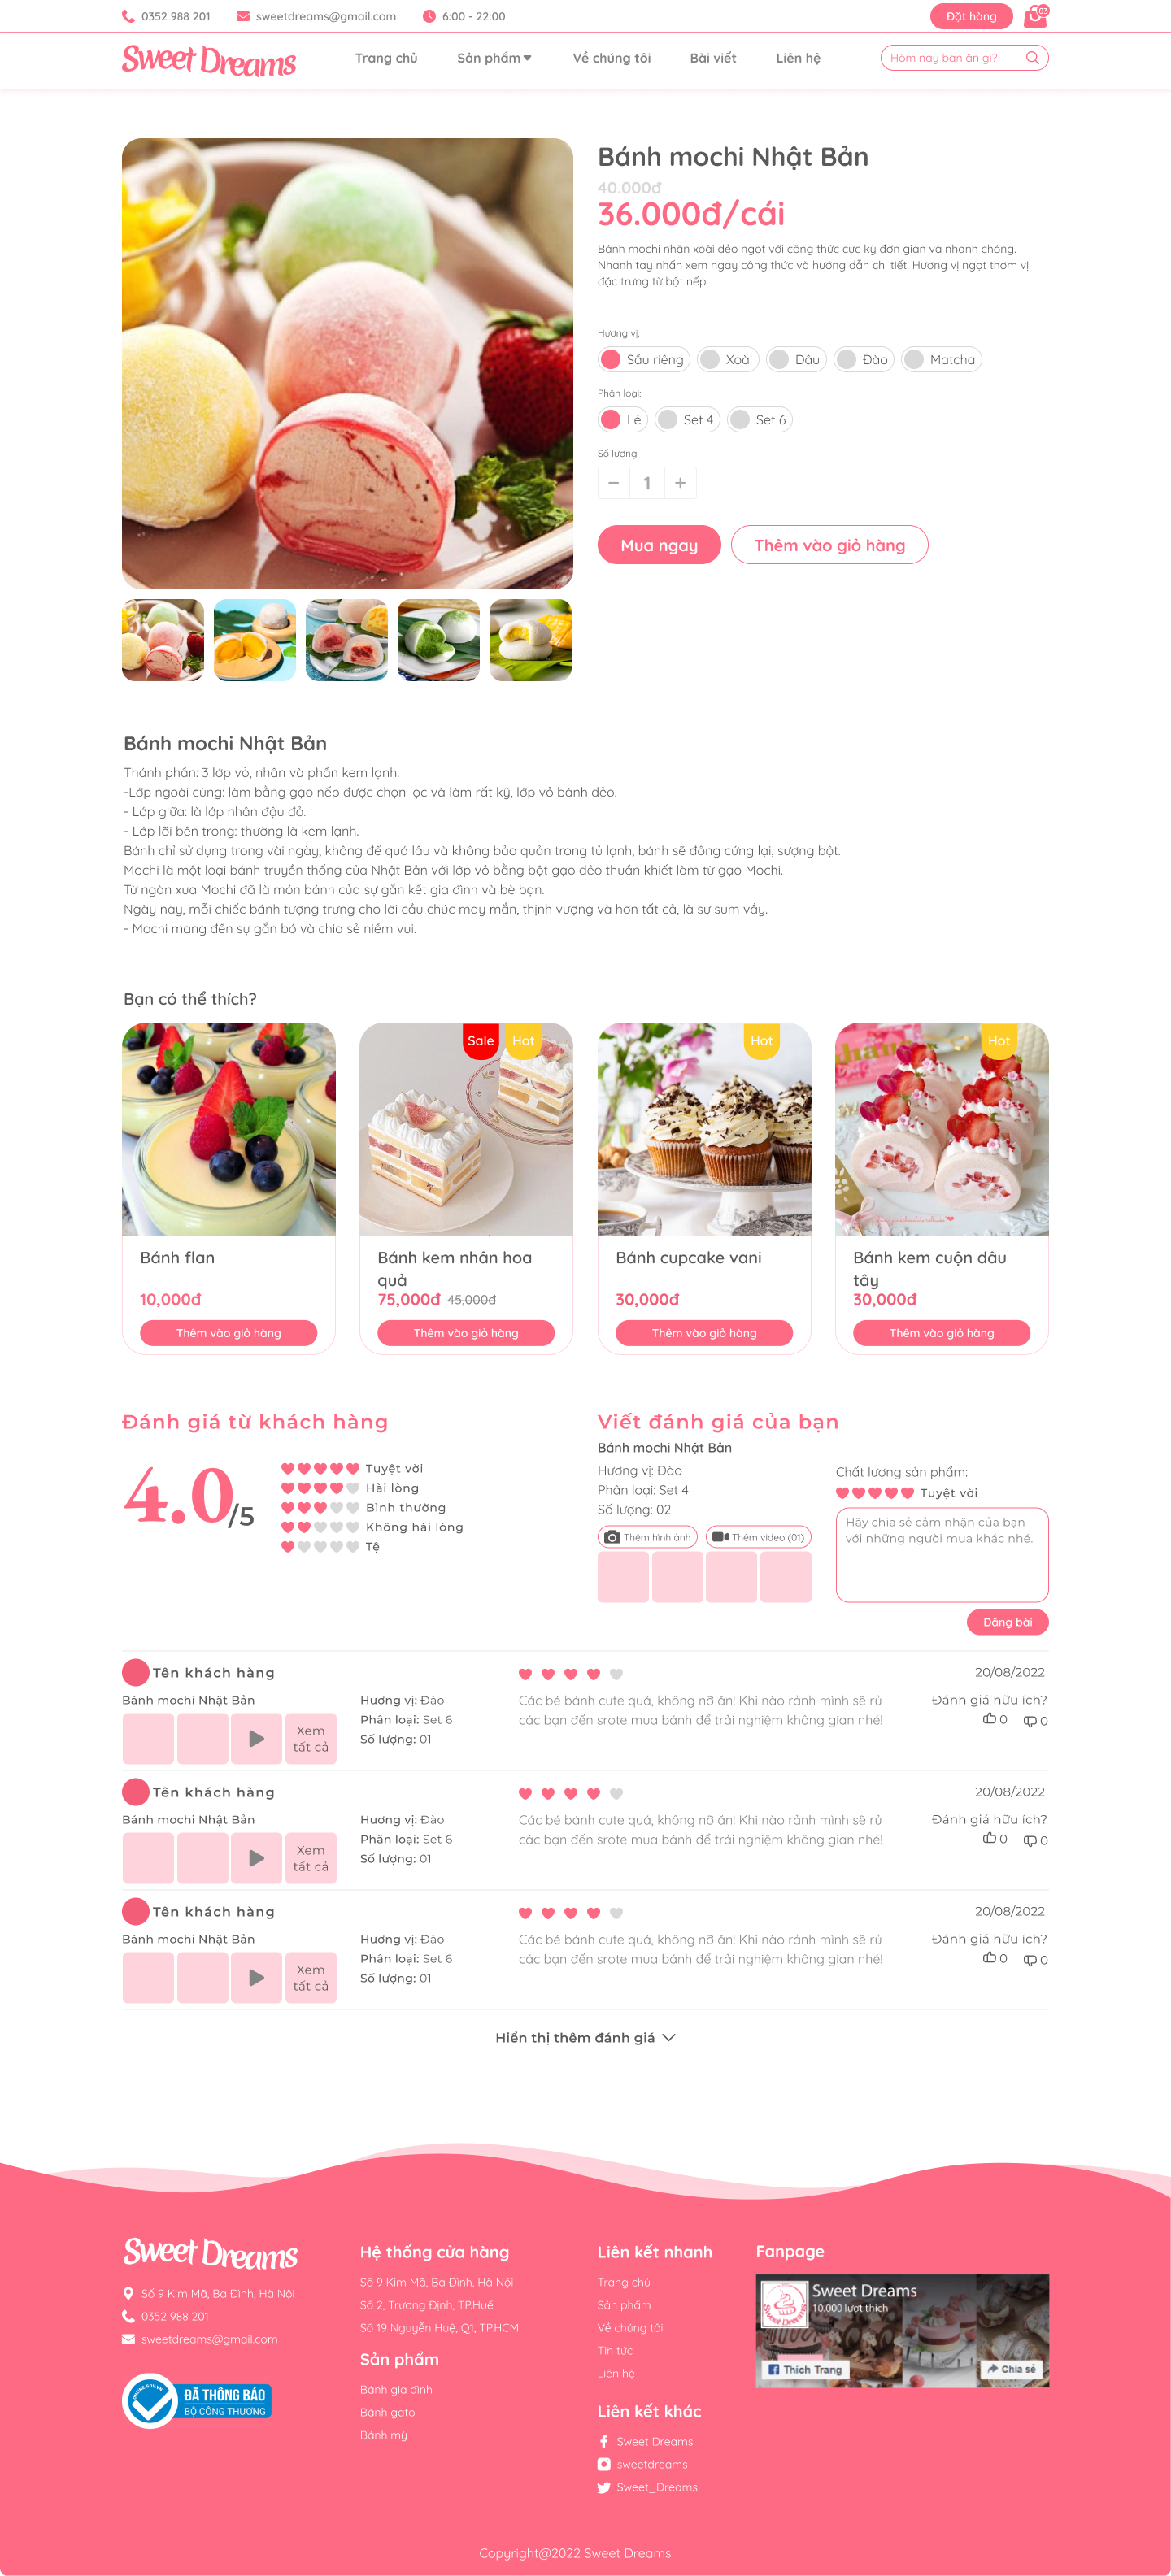 0352 988 201
sweetdreams@gmail.com
6:00 - 22:00
Đặt hàng
03
Sweet Dreams
Trang chủ
Sản phẩm
Về chúng tôi
Bài viết
Liên hệ
Hôm nay bạn ăn gì?
Bánh mochi Nhật Bản
40.000đ
36.000đ/cái
Bánh mochi nhân xoài dẻo ngọt với công thức cực kỳ đơn giản và nhanh chóng.
Nhanh tay nhấn xem ngay công thức và hướng dẫn chi tiết! Hương vị ngọt thơm vị
đặc trưng từ bột nếp
Hương vị:
Sầu riêng
Xoài
Dâu
Đào
Matcha
Phân loại:
Lẻ
Set 4
Set 6
Số lượng:
− 1 +
Mua ngay
Thêm vào giỏ hàng
Bánh mochi Nhật Bản
Thánh phần: 3 lớp vỏ, nhân và phần kem lạnh.
-Lớp ngoài cùng: làm bằng gạo nếp được chọn lọc và làm rất kỹ, lớp vỏ bánh dẻo.
- Lớp giữa: là lớp nhân đậu đỏ.
- Lớp lõi bên trong: thường là kem lạnh.
Bánh chỉ sử dụng trong vài ngày, không để quá lâu và không bảo quản trong tủ lạnh, bánh sẽ đông cứng lại, sượng bột.
Mochi là một loại bánh truyền thống của Nhật Bản với lớp vỏ bằng bột gạo dẻo thuần khiết làm từ gạo Mochi.
Từ ngàn xưa Mochi đã là món bánh của sự gắn kết gia đình và bè bạn.
Ngày nay, mỗi chiếc bánh tượng trưng cho lời cầu chúc may mắn, thịnh vượng và hơn tất cả, là sự sum vầy.
- Mochi mang đến sự gắn bó và chia sẻ niềm vui.
Bạn có thể thích?
Bánh flan
10,000đ
Thêm vào giỏ hàng
Sale
Hot
Bánh kem nhân hoa
quả
75,000đ 45,000đ
Thêm vào giỏ hàng
Hot
Bánh cupcake vani
30,000đ
Thêm vào giỏ hàng
Hot
Bánh kem cuộn dâu
tây
30,000đ
Thêm vào giỏ hàng
Đánh giá từ khách hàng
4.0/5
Tuyệt vời
Hài lòng
Bình thường
Không hài lòng
Tệ
Viết đánh giá của bạn
Bánh mochi Nhật Bản
Hương vị: Đào
Phân loại: Set 4
Số lượng: 02
Thêm hình ảnh
Thêm video (01)
Chất lượng sản phẩm:
Tuyệt vời
Hãy chia sẻ cảm nhận của bạn
với những người mua khác nhé.
Đăng bài
Tên khách hàng
20/08/2022
Bánh mochi Nhật Bản
Xem
tất cả
Hương vị: Đào
Phân loại: Set 6
Số lượng: 01
Các bé bánh cute quá, không nỡ ăn! Khi nào rảnh mình sẽ rủ
các bạn đến srote mua bánh để trải nghiệm không gian nhé!
Đánh giá hữu ích?
0 0
Tên khách hàng
20/08/2022
Bánh mochi Nhật Bản
Xem
tất cả
Hương vị: Đào
Phân loại: Set 6
Số lượng: 01
Các bé bánh cute quá, không nỡ ăn! Khi nào rảnh mình sẽ rủ
các bạn đến srote mua bánh để trải nghiệm không gian nhé!
Đánh giá hữu ích?
0 0
Tên khách hàng
20/08/2022
Bánh mochi Nhật Bản
Xem
tất cả
Hương vị: Đào
Phân loại: Set 6
Số lượng: 01
Các bé bánh cute quá, không nỡ ăn! Khi nào rảnh mình sẽ rủ
các bạn đến srote mua bánh để trải nghiệm không gian nhé!
Đánh giá hữu ích?
0 0
Hiển thị thêm đánh giá
Sweet Dreams
Số 9 Kim Mã, Ba Đình, Hà Nội
0352 988 201
sweetdreams@gmail.com
ĐÃ THÔNG BÁO
BỘ CÔNG THƯƠNG
Hệ thống cửa hàng
Số 9 Kim Mã, Ba Đình, Hà Nội
Số 2, Trương Định, TP.Huế
Số 19 Nguyễn Huệ, Q1, TP.HCM
Sản phẩm
Bánh gia đình
Bánh gato
Bánh mỳ
Liên kết nhanh
Trang chủ
Sản phẩm
Về chúng tôi
Tin tức
Liên hệ
Liên kết khác
Sweet Dreams
sweetdreams
Sweet_Dreams
Fanpage
Sweet Dreams
10.000 lượt thích
Sweet Dreams
Thích Trang
Chia sẻ
Copyright@2022 Sweet Dreams